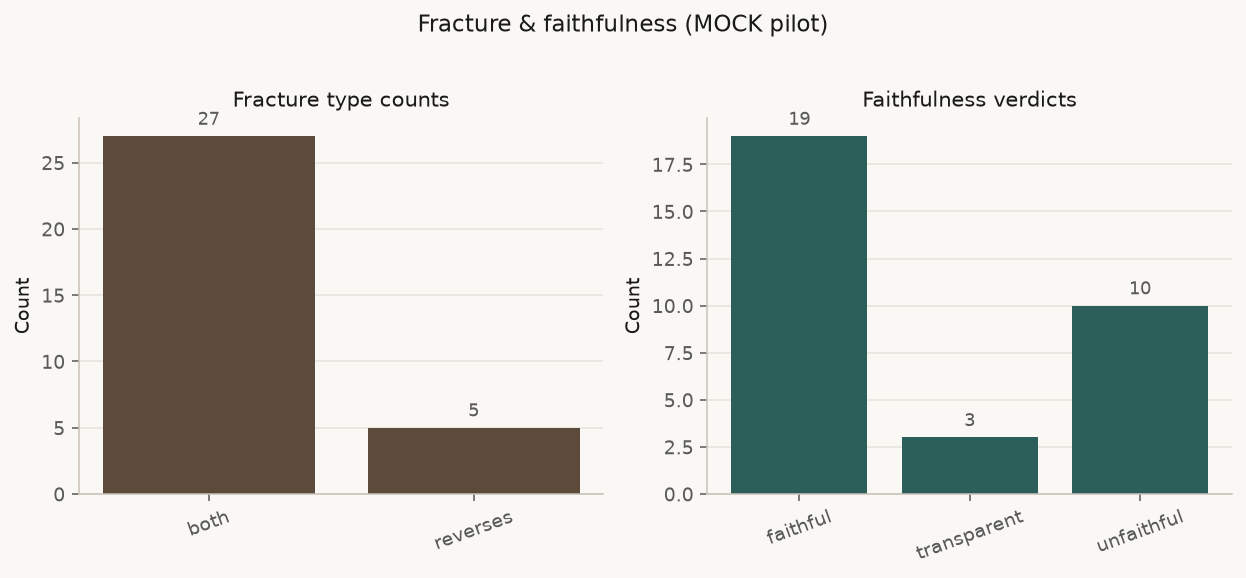 Fracture & faithfulness (MOCK pilot)
Fracture type counts
27
5
25
20
15
10
5
0
Count
both
reverses
Faithfulness verdicts
19
3
10
17.5
15.0
12.5
10.0
7.5
5.0
2.5
0.0
Count
faithful
transparent
unfaithful